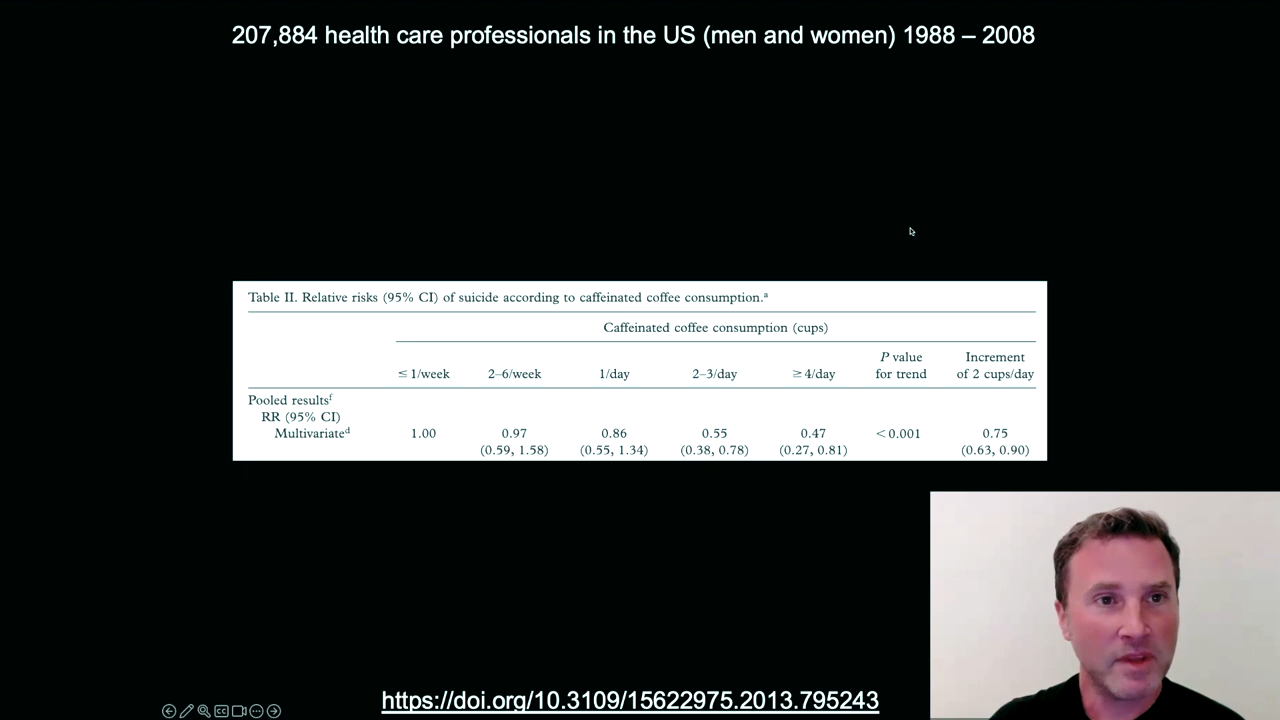 207,884 health care professionals in the US (men and women) 1988 – 2008
Table II. Relative risks (95% CI) of suicide according to caffeinated coffee consumption.ᵃ
Caffeinated coffee consumption (cups)
P value Increment
≤ 1/week 2–6/week 1/day 2–3/day ≥ 4/day for trend of 2 cups/day
Pooled resultsᶠ
RR (95% CI)
Multivariateᵈ 1.00 0.97 0.86 0.55 0.47 < 0.001 0.75
(0.59, 1.58) (0.55, 1.34) (0.38, 0.78) (0.27, 0.81) (0.63, 0.90)
https://doi.org/10.3109/15622975.2013.795243
CC